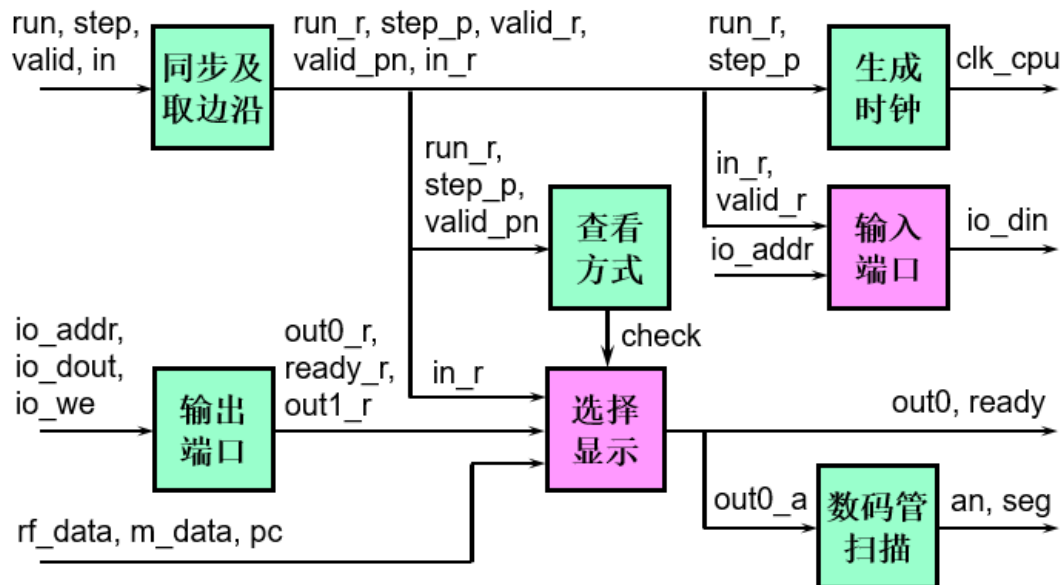 run, step,
valid, in
同步及
取边沿
run_r, step_p, valid_r,
valid_pn, in_r
run_r,
step_p
生成
时钟
clk_cpu
run_r,
step_p,
valid_pn
查看
方式
in_r,
valid_r
io_addr
输入
端口
io_din
check
io_addr,
io_dout,
io_we
输出
端口
out0_r,
ready_r,
out1_r
in_r
选择
显示
out0, ready
rf_data, m_data, pc
out0_a
数码管
扫描
an, seg